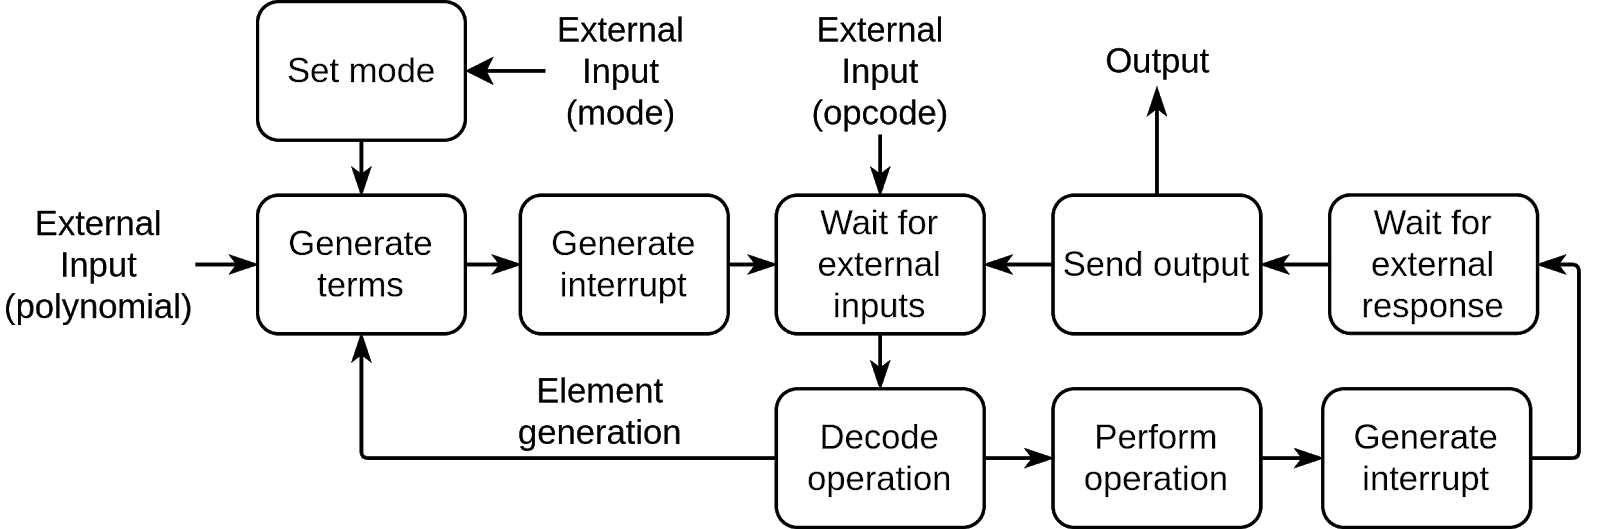 Set mode
External
Input
(mode)
External
Input
(opcode)
Output
External
Input
(polynomial)
Generate
terms
Generate
interrupt
Wait for
external
inputs
Send output
Wait for
external
response
Element
generation
Decode
operation
Perform
operation
Generate
interrupt